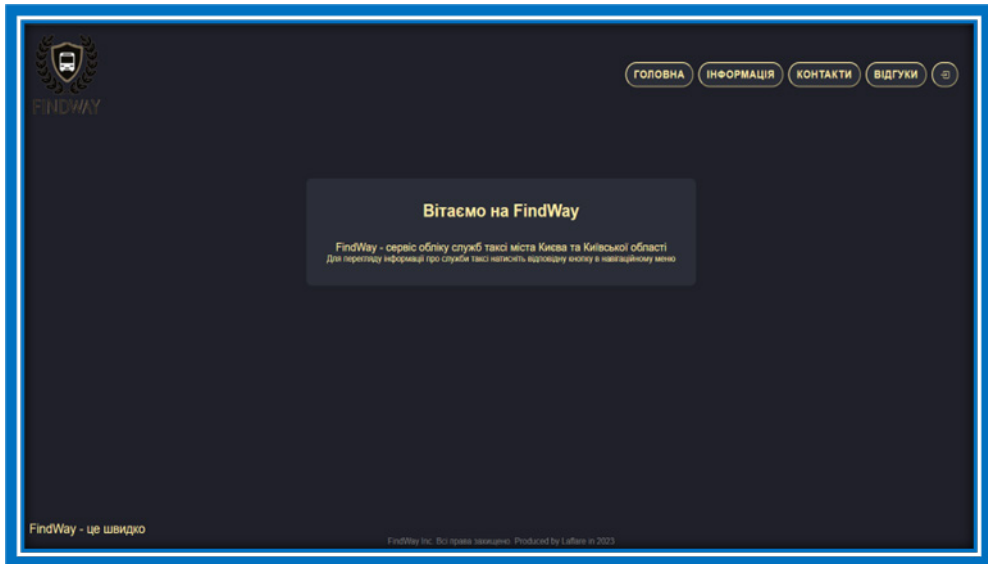 FINDWAY
ГОЛОВНА ІНФОРМАЦІЯ КОНТАКТИ ВІДГУКИ
Вітаємо на FindWay
FindWay - сервіс обліку служб таксі міста Києва та Київської області
Для перегляду інформації про служби таксі натисніть відповідну кнопку в навігаційному меню
FindWay - це швидко
FindWay Inc. Всі права захищено. Produced by Laflare in 2023